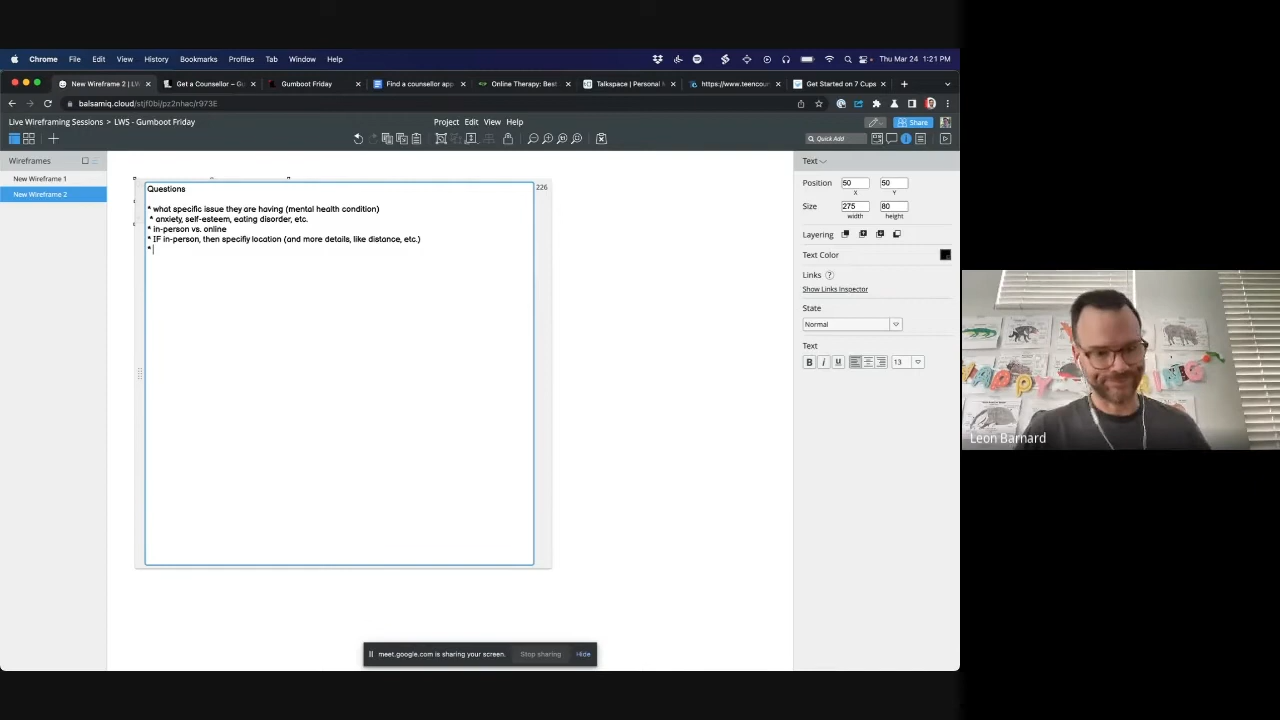 Chrome File Edit View History Bookmarks Profiles Tab Window Help
Thu Mar 24 1:21 PM
New Wireframe 2 | LV
Get a Counsellor – Go
Gumboot Friday
Find a counsellor app
Online Therapy: Best
Talkspace | Personal
https://www.teencoun
Get Started on 7 Cups
balsamiq.cloud/stjf0bi/pz2nhac/r973E
Live Wireframing Sessions > LWS - Gumboot Friday
Project Edit View Help
Share
Quick Add
Wireframes
New Wireframe 1
New Wireframe 2
Questions
* what specific issue they are having (mental health condition)
* anxiety, self-esteem, eating disorder, etc.
* in-person vs. online
* IF in-person, then specifiy location (and more details, like distance, etc.)
*
226
Text
Position 50 50
X Y
Size 275 80
width height
Layering
Text Color
Links ?
Show Links Inspector
State
Normal
Text
B i U 13
meet.google.com is sharing your screen. Stop sharing Hide
Leon Barnard